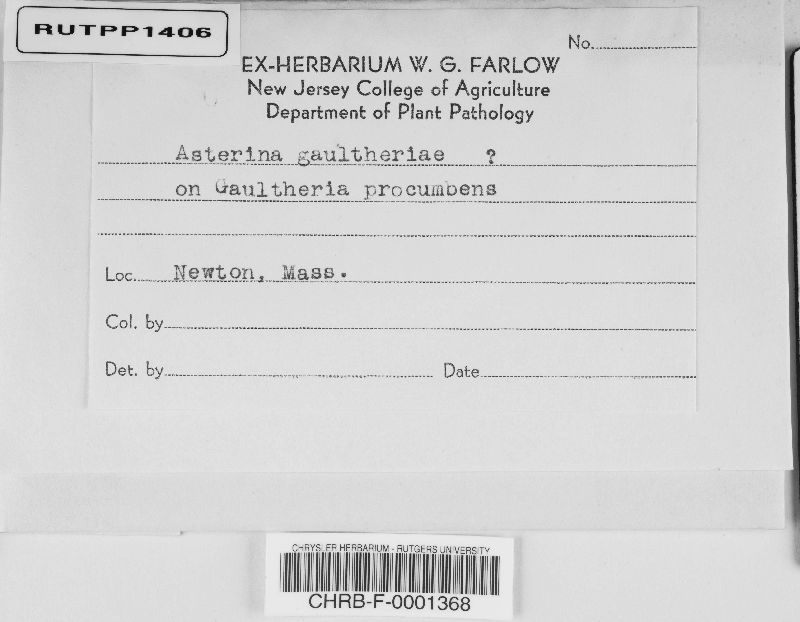 RUTPP1406
No.
EX-HERBARIUM W. G. FARLOW
New Jersey College of Agriculture
Department of Plant Pathology
Asterina gaultheriae ?
on Gaultheria procumbens
Loc. Newton, Mass.
Col. by
Det. by Date
CHRYSLER HERBARIUM - RUTGERS UNIVERSITY
CHRB-F-0001368